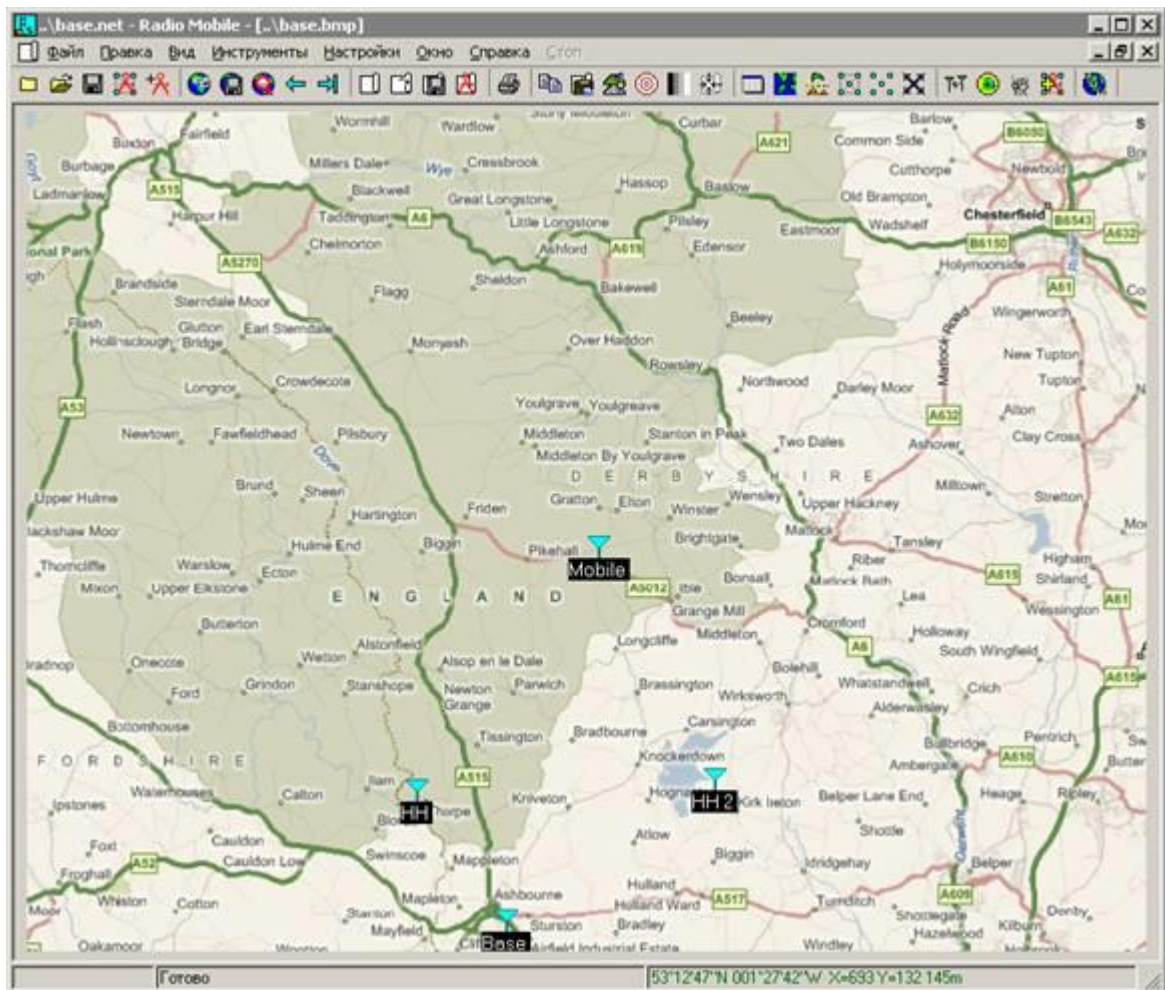 ..\base.net - Radio Mobile - [..\base.bmp]
Файл Правка Вид Инструменты Настройки Окно Справка Стоп
Wormhill Wardlow Curbar Barlow
Fairfield A621 Common Side B6050
Buxton
Burbage Millers Dale Wye Cressbrook Cutthorpe Newbold
Ladmanlow A515 Blackwell Hassop Baslow Old Brampton
Great Longstone Chesterfield
Harpur Hill Taddington A6 Little Longstone Pilsley Eastmoor Wadshelf B6543
Chelmorton Ashford A619 Edensor B6150 A632
A5270 Holymoorside
Brandside Sheldon Bakewell A61
Sterndale Moor Flagg
Flash Glutton Bridge Earl Sterndale Beeley Wingerworth
Hollinsclough Monyash Over Haddon Matlock Road
Rowsley New Tupton
Longnor Crowdecote Northwood Darley Moor Tupton
A53 Youlgrave Youlgreave A632 Alton
Newtown Fawfieldhead Pilsbury Middleton Stanton in Peak Two Dales Ashover Clay Cross
Dove Middleton By Youlgrave
D E R B Y S H I R E
Brund Sheen Gratton Elton Wensley Milltown
Upper Hulme Friden Winster Upper Hackney Stretton
Hartington
Hulme End Biggin Pikehall Brightgate Matlock Tansley
Thorncliffe Warslow Mobile Riber Higham
Ecton A5012 Ible Bonsall Matlock Bath A615 Shirland
Mixon Upper Elkstone E N G L A N D Grange Mill Lea Wessington A61
Butterton Longcliffe Middleton Cromford Holloway
Alstonfield A6 South Wingfield
Onecote Wetton Alsop en le Dale Bolehill
Ford Grindon Stanshope Newton Grange Parwich Brassington Wirksworth Whatstandwell Crich A615
Alderwasley
Bottomhouse Tissington Bradbourne Carsington Bullbridge Pentrich
F O R D S H I R E Knockerdown Ambergate A610
Waterhouses Ilam A515
Calton HH Thorpe Kniveton HH 2 Kirk Ireton Belper Lane End Heage Ripley
Ipstones
Foxt Cauldon Atlow Shottle
A52 Cauldon Low Swinscoe Mappleton Biggin Idridgehay Belper
Froghall
Whiston Cotton Mapleton Ashbourne Hulland A517 Turnditch A609
Hulland Ward Denby
Stanton Mayfield Sturston Bradley Shottlegate Kilburn
Oakamoor Base Airfield Industrial Estate Windley Hazelwood
Готово 53°12'47"N 001°27'42"W X=693 Y=132 145m